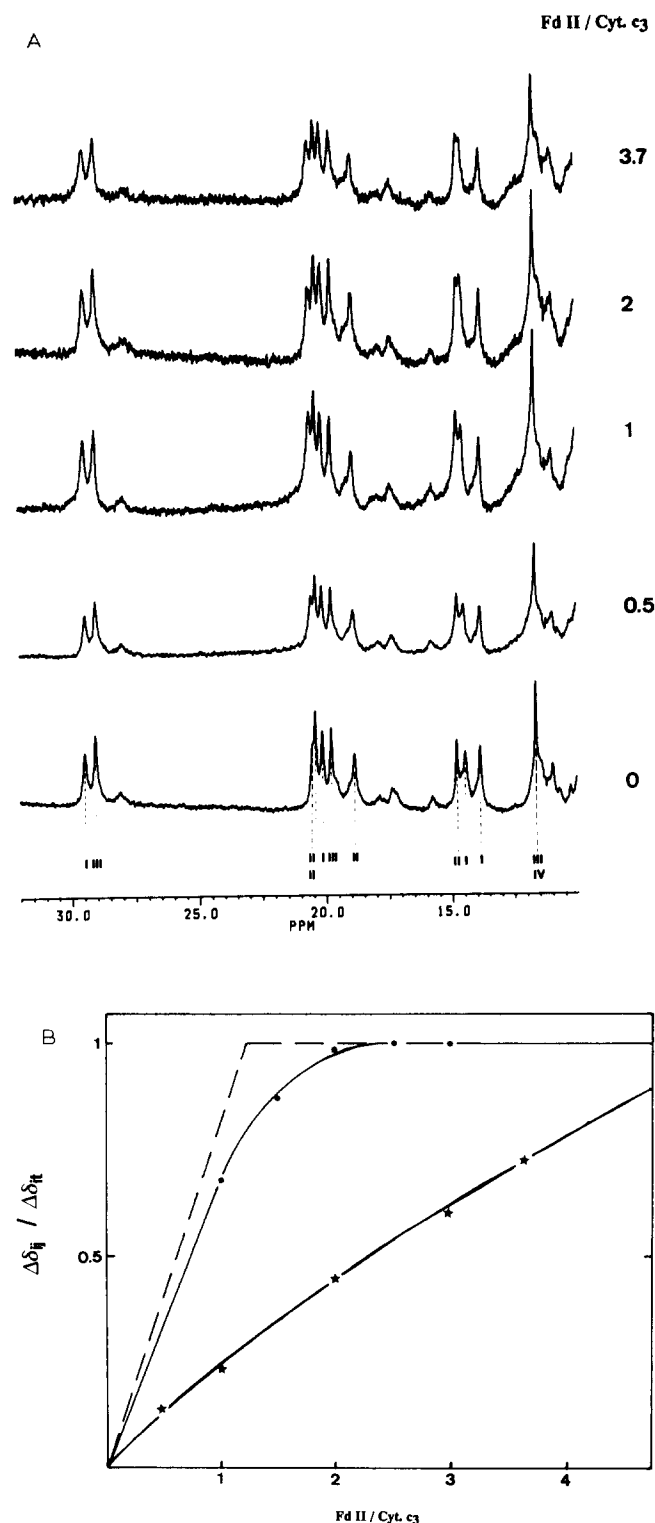 Fd II / Cyt. c3
A
3.7
2
1
0.5
0
I III II I III II II I I III
II IV
30.0 25.0 20.0 15.0
PPM
B
1
0.5
Δδij / Δδit
1 2 3 4
Fd II / Cyt. c3